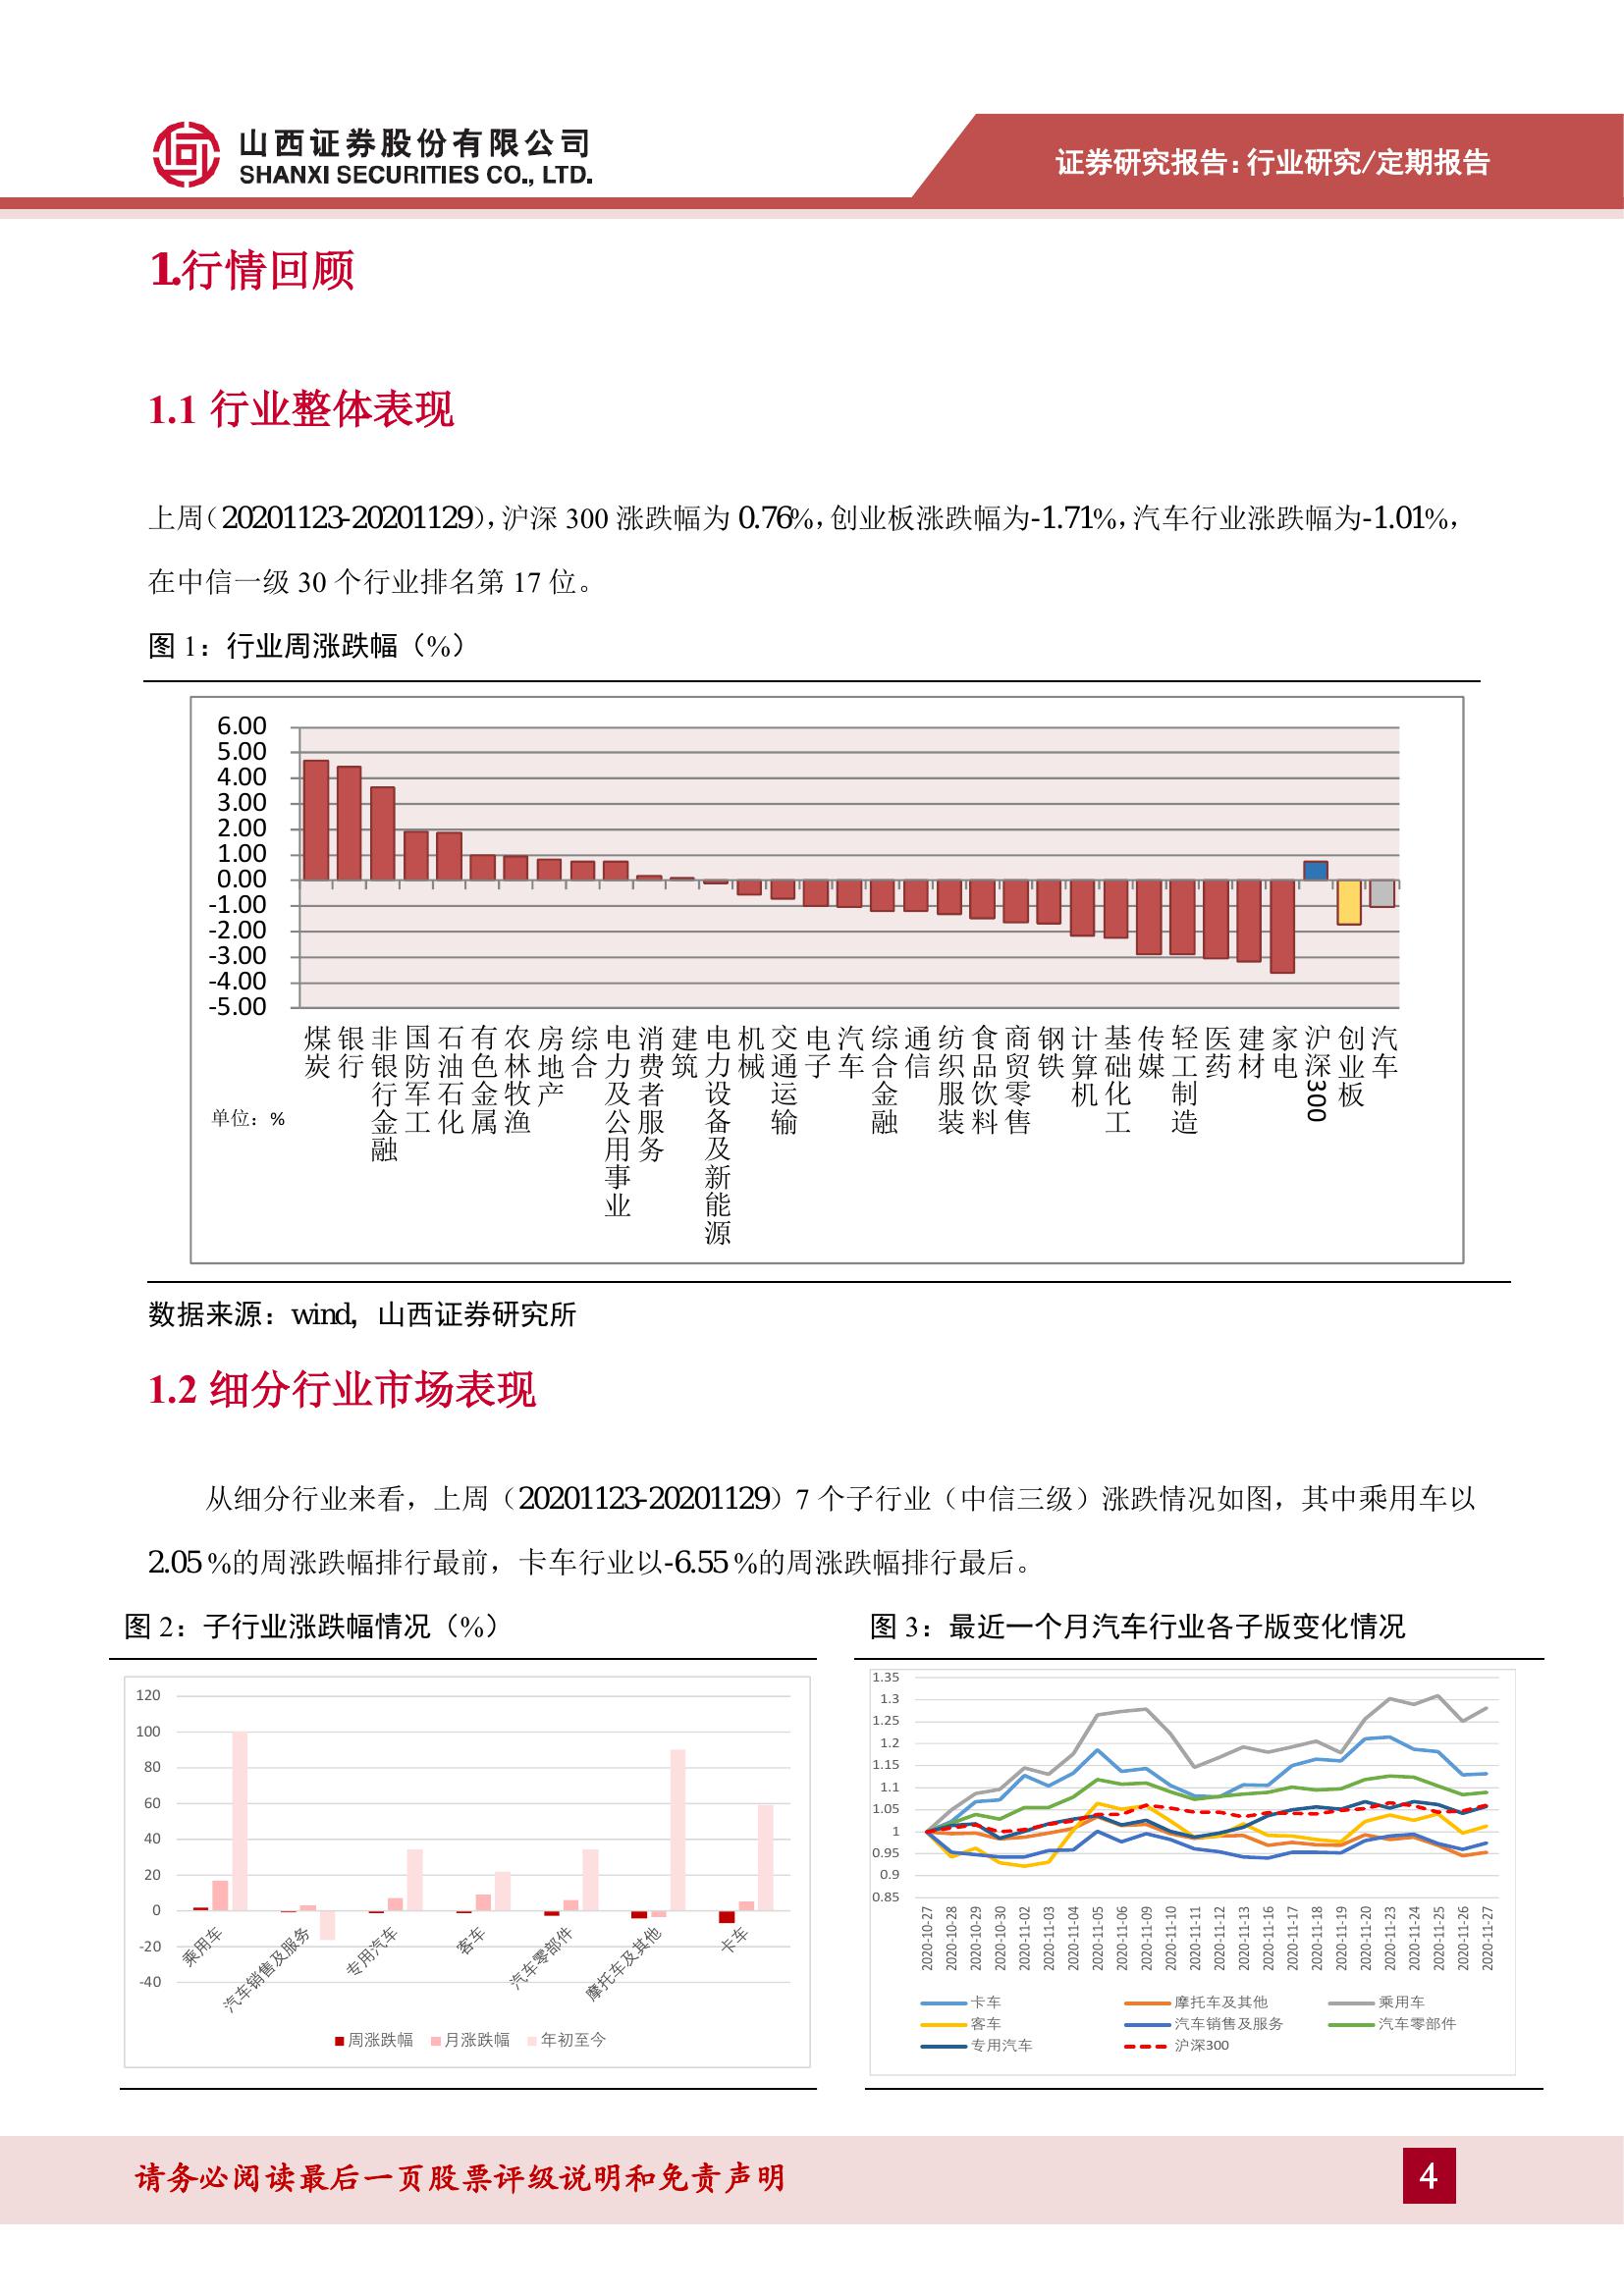 山西证券股份有限公司
SHANXI SECURITIES CO., LTD.
证券研究报告：行业研究/定期报告
1.行情回顾
1.1 行业整体表现
上周（20201123-20201129），沪深 300 涨跌幅为 0.76%，创业板涨跌幅为-1.71%，汽车行业涨跌幅为-1.01%，
在中信一级 30 个行业排名第 17 位。
图 1：行业周涨跌幅（%）
6.00
5.00
4.00
3.00
2.00
1.00
0.00
-1.00
-2.00
-3.00
-4.00
-5.00
单位：%
煤炭
银行
非银行金融
国防军工
石油石化
有色金属
农林牧渔
房地产
综合
电力及公用事业
消费者服务
建筑
电力设备及新能源
机械
交通运输
电子
汽车
综合金融
通信
纺织服装
食品饮料
商贸零售
钢铁
计算机
基础化工
传媒
轻工制造
医药
建材
家电
沪深300
创业板
汽车
数据来源：wind，山西证券研究所
1.2 细分行业市场表现
从细分行业来看，上周（20201123-20201129）7 个子行业（中信三级）涨跌情况如图，其中乘用车以
2.05 %的周涨跌幅排行最前，卡车行业以-6.55 %的周涨跌幅排行最后。
图 2：子行业涨跌幅情况（%）
120
100
80
60
40
20
0
-20
-40
乘用车
汽车销售及服务
专用汽车
客车
汽车零部件
摩托车及其他
卡车
周涨跌幅 月涨跌幅 年初至今
图 3：最近一个月汽车行业各子版变化情况
1.35
1.3
1.25
1.2
1.15
1.1
1.05
1
0.95
0.9
0.85
2020-10-27
2020-10-28
2020-10-29
2020-10-30
2020-11-02
2020-11-03
2020-11-04
2020-11-05
2020-11-06
2020-11-09
2020-11-10
2020-11-11
2020-11-12
2020-11-13
2020-11-16
2020-11-17
2020-11-18
2020-11-19
2020-11-20
2020-11-23
2020-11-24
2020-11-25
2020-11-26
2020-11-27
卡车 摩托车及其他 乘用车
客车 汽车销售及服务 汽车零部件
专用汽车 沪深300
请务必阅读最后一页股票评级说明和免责声明
4